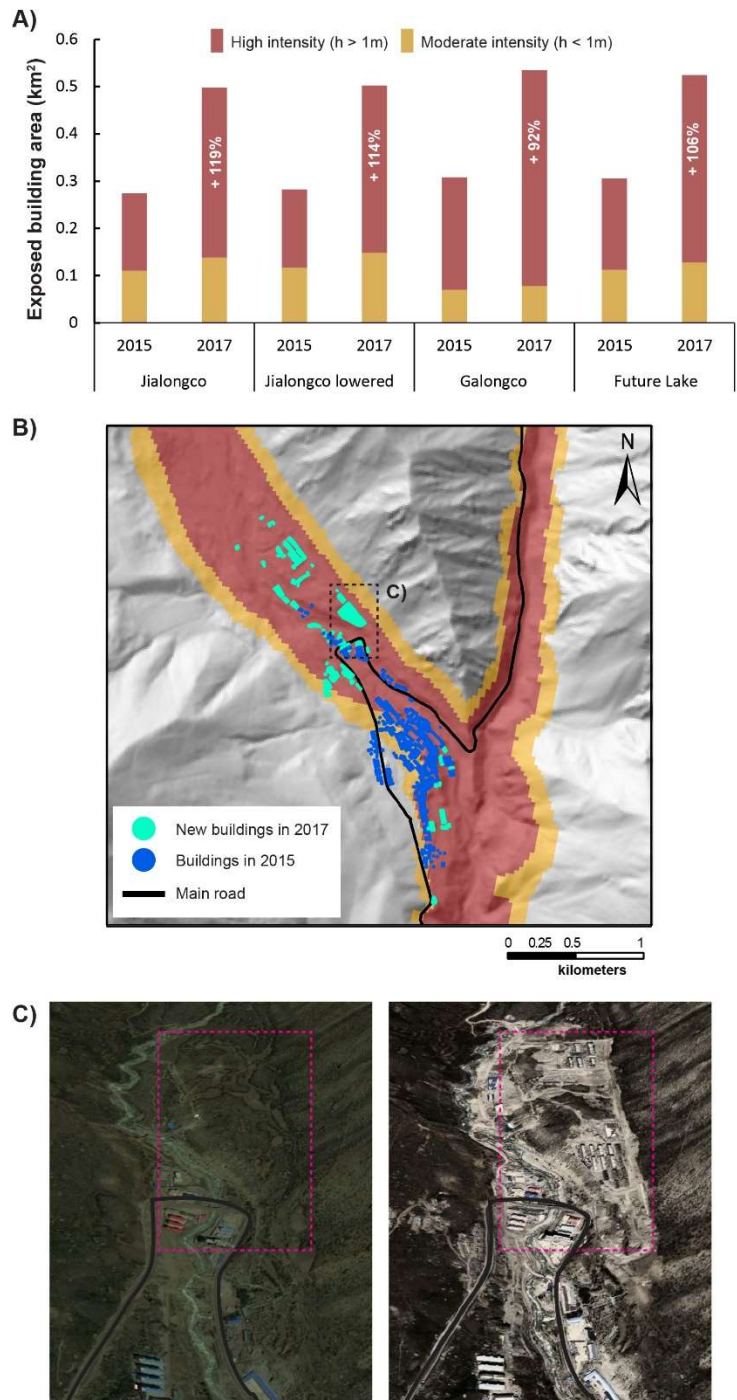 A)
0.6
High intensity (h > 1m) Moderate intensity (h < 1m)
0.5
0.4
0.3
0.2
0.1
0
Exposed building area (km²)
+ 119%
+ 114%
+ 92%
+ 106%
2015 2017 2015 2017 2015 2017 2015 2017
Jialongco Jialongco lowered Galongco Future Lake
B)
N
C)
New buildings in 2017
Buildings in 2015
Main road
0 0.25 0.5 1
kilometers
C)